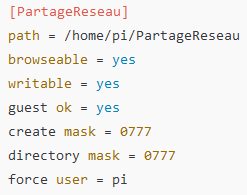 [PartageReseau]
path = /home/pi/PartageReseau
browseable = yes
writable = yes
guest ok = yes
create mask = 0777
directory mask = 0777
force user = pi